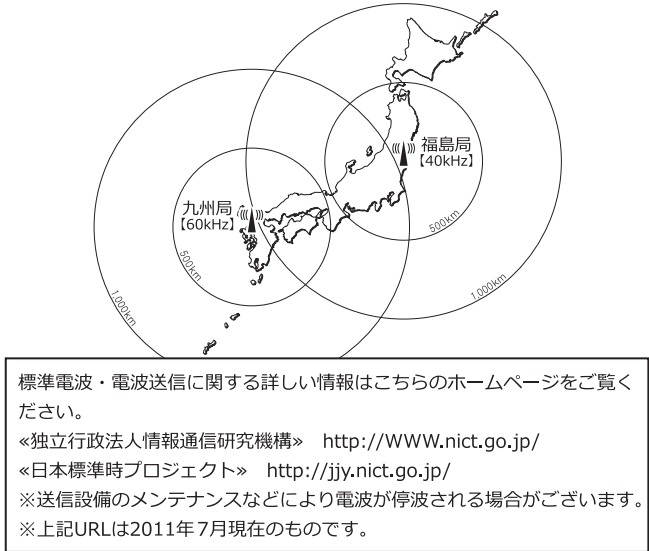 福島局
【40kHz】
九州局
【60kHz】
500km
500km
1,000km
1,000km
標準電波・電波送信に関する詳しい情報はこちらのホームページをご覧く
ださい。
«独立行政法人情報通信研究機構» http://WWW.nict.go.jp/
«日本標準時プロジェクト» http://jjy.nict.go.jp/
※送信設備のメンテナンスなどにより電波が停波される場合がございます。
※上記URLは2011年7月現在のものです。